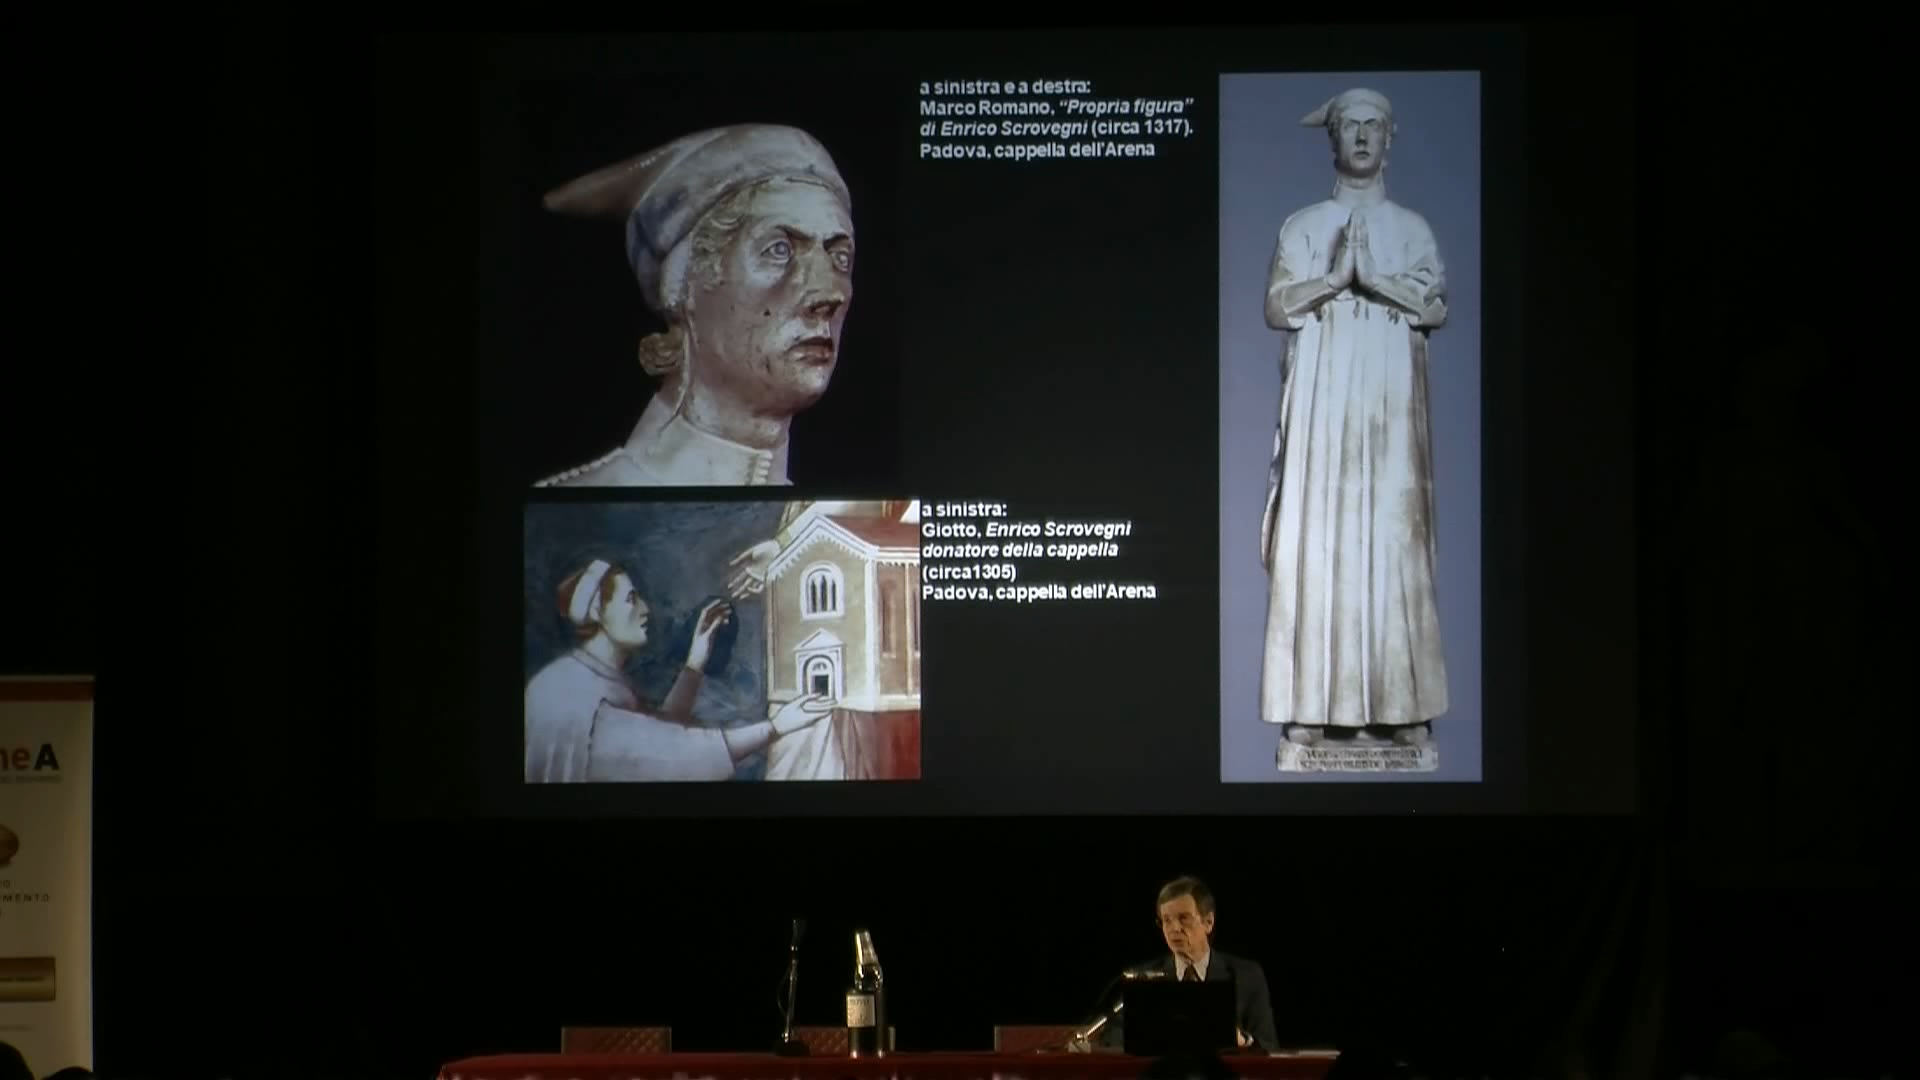 a sinistra e a destra:
Marco Romano, “Propria figura”
di Enrico Scrovegni (circa 1317).
Padova, cappella dell'Arena
a sinistra:
Giotto, Enrico Scrovegni
donatore della cappella
(circa1305)
Padova, cappella dell'Arena
neA